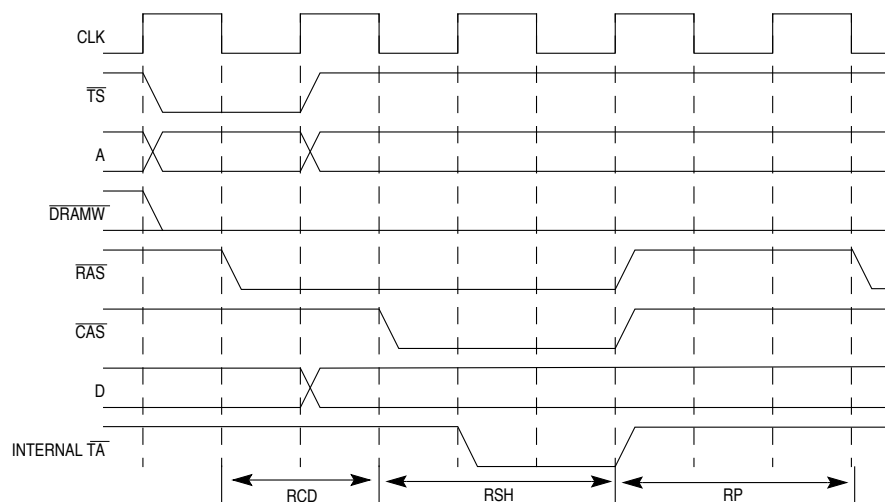 CLK
TS
A
DRAMW
RAS
CAS
D
INTERNAL TA
RCD RSH RP